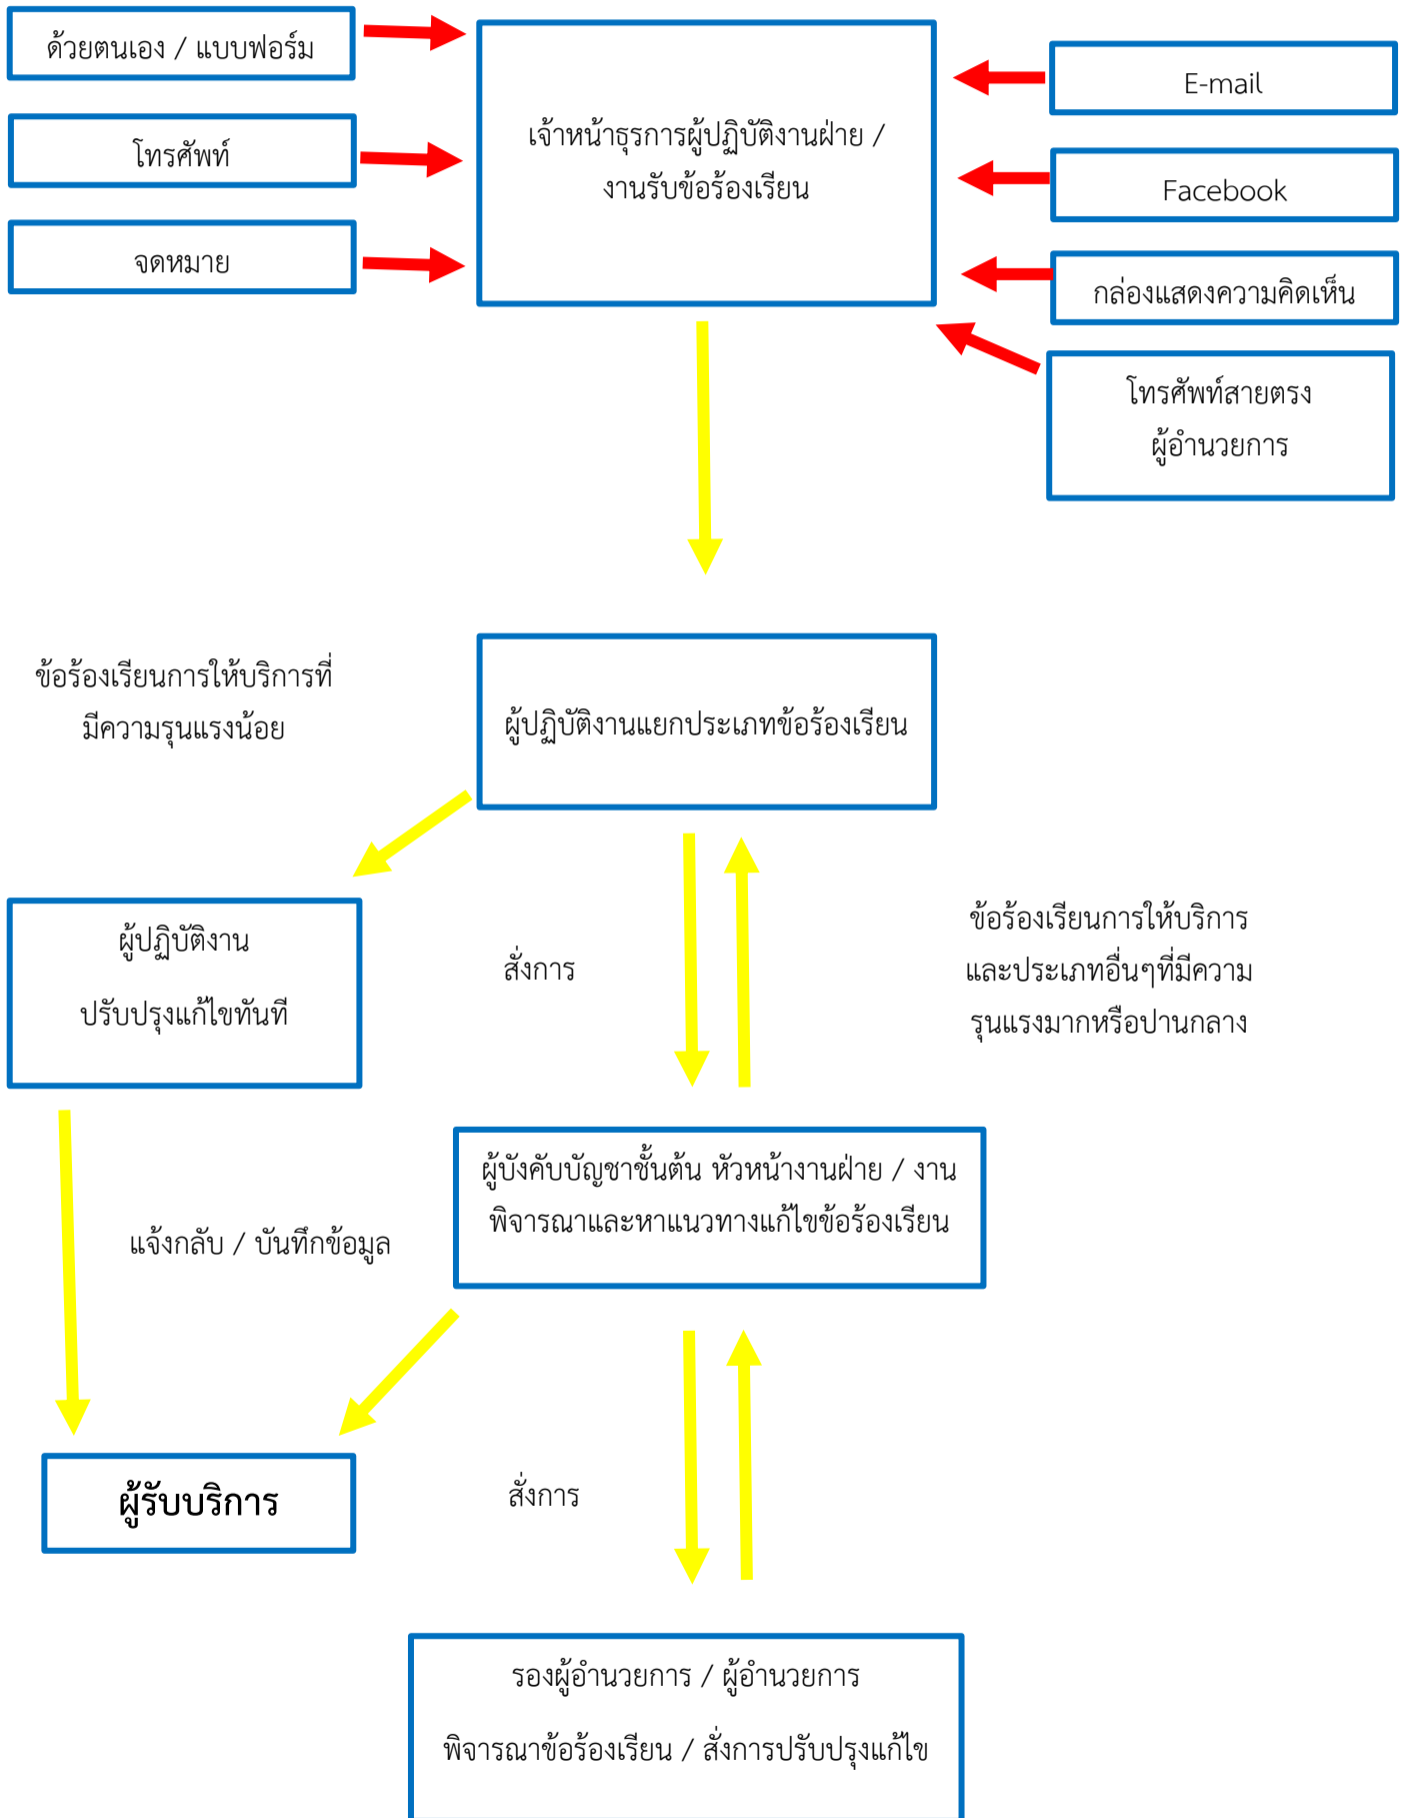 ด้วยตนเอง / แบบฟอร์ม
โทรศัพท์
จดหมาย
เจ้าหน้าธุรการผู้ปฏิบัติงานฝ่าย /
งานรับข้อร้องเรียน
E-mail
Facebook
กล่องแสดงความคิดเห็น
โทรศัพท์สายตรง
ผู้อำนวยการ
ข้อร้องเรียนการให้บริการที่
มีความรุนแรงน้อย
ผู้ปฏิบัติงานแยกประเภทข้อร้องเรียน
ผู้ปฏิบัติงาน
ปรับปรุงแก้ไขทันที
สั่งการ
ข้อร้องเรียนการให้บริการ
และประเภทอื่นๆที่มีความ
รุนแรงมากหรือปานกลาง
ผู้บังคับบัญชาชั้นต้น หัวหน้างานฝ่าย / งาน
พิจารณาและหาแนวทางแก้ไขข้อร้องเรียน
แจ้งกลับ / บันทึกข้อมูล
ผู้รับบริการ
สั่งการ
รองผู้อำนวยการ / ผู้อำนวยการ
พิจารณาข้อร้องเรียน / สั่งการปรับปรุงแก้ไข